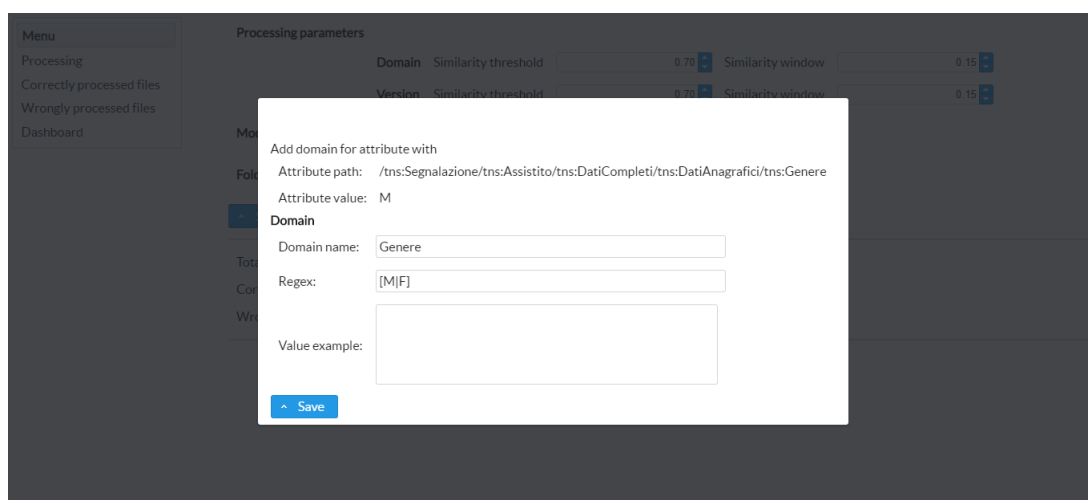 Menu
Processing
Correctly processed files
Wrongly processed files
Dashboard
Processing parameters
Domain Similarity threshold 0.70 Similarity window 0.15
Version Similarity threshold 0.70 Similarity window 0.15
Add domain for attribute with
Attribute path: /tns:Segnalazione/tns:Assistito/tns:DatiCompleti/tns:DatiAnagrafici/tns:Genere
Attribute value: M
Domain
Domain name: Genere
Regex: [M|F]
Value example:
Save